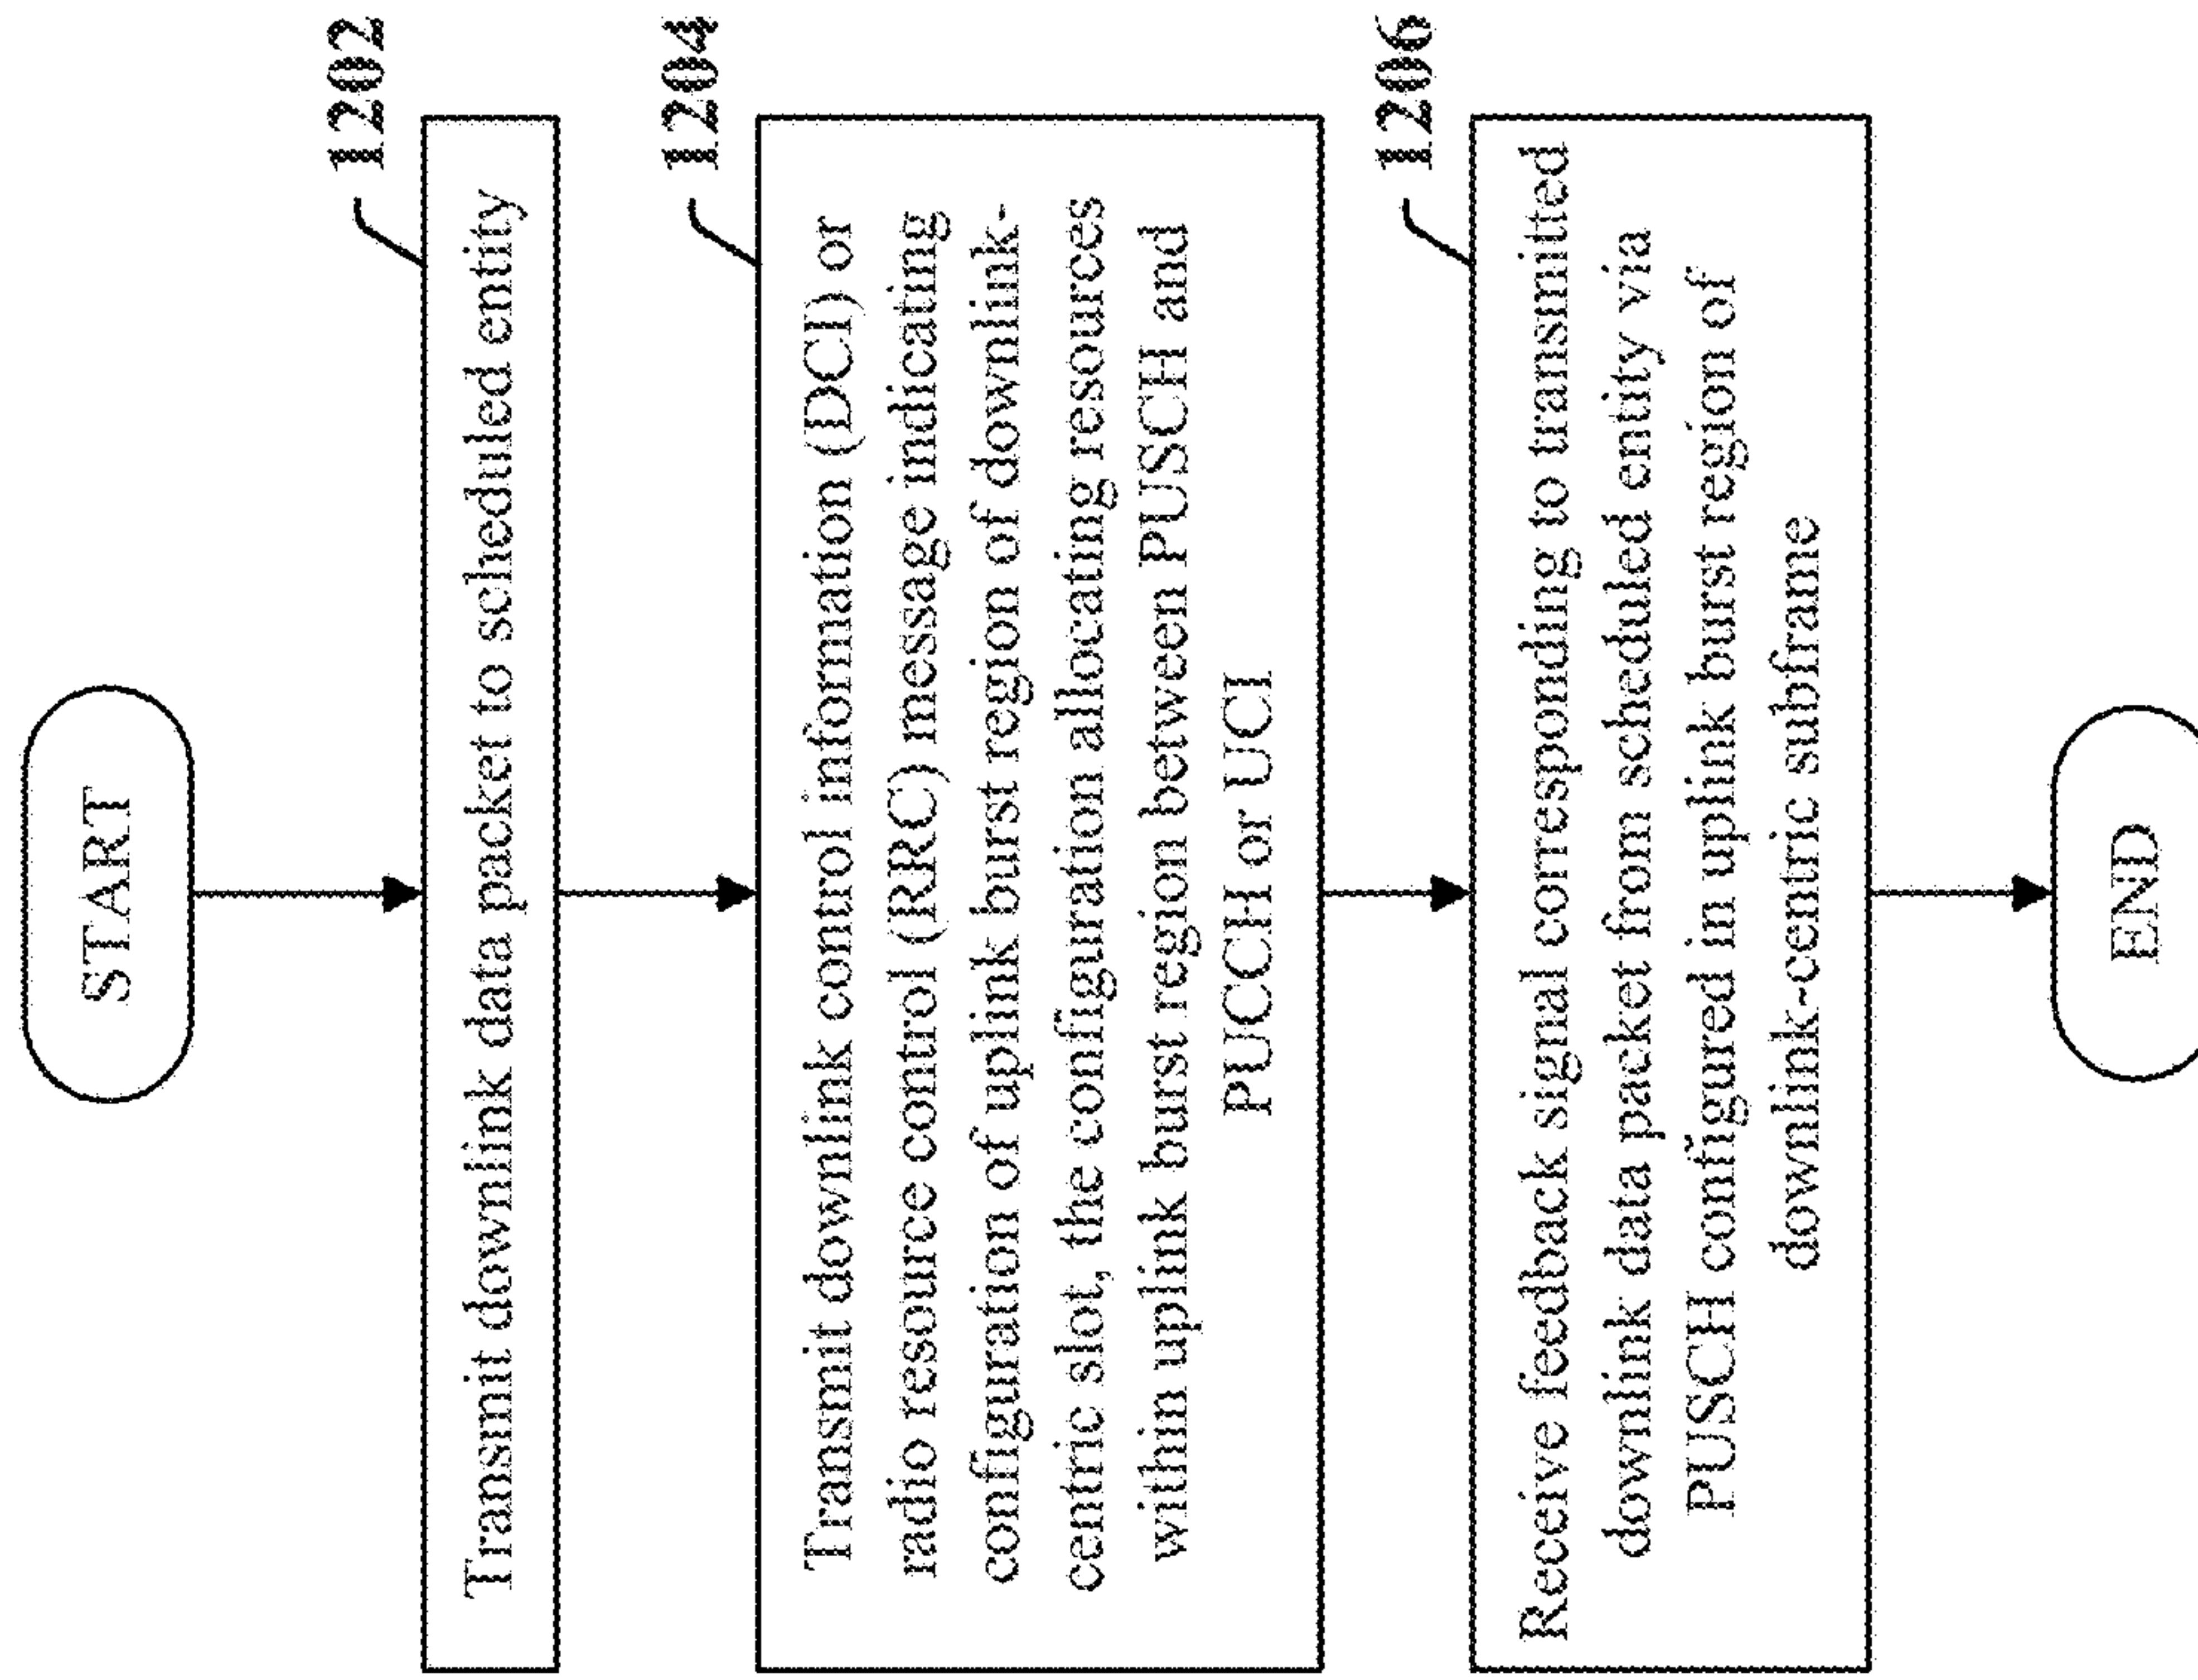 START
1202
Transmit downlink data packet to scheduled entity
1204
Transmit downlink control information (DCI) or
radio resource control (RRC) message indicating
configuration of uplink burst region of downlink-
centric slot, the configuration allocating resources
within uplink burst region between PUSCH and
PUCCH or UCI
1206
Receive feedback signal corresponding to transmitted
downlink data packet from scheduled entity via
PUSCH configured in uplink burst region of
downlink-centric subframe
END